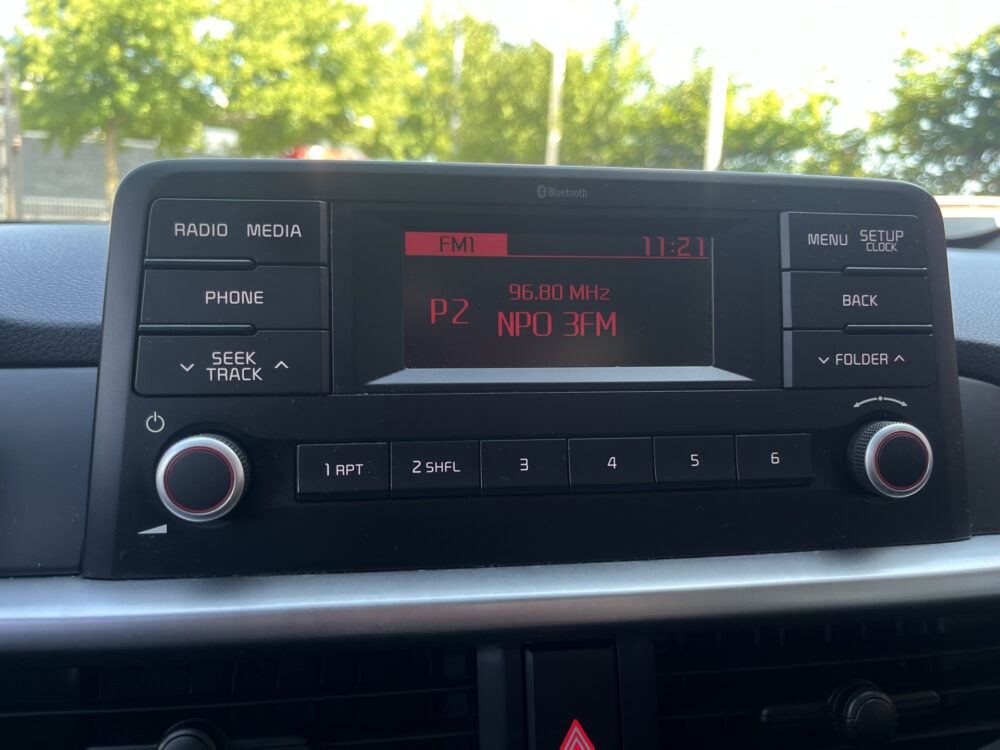 Bluetooth
RADIO MEDIA
PHONE
SEEK
TRACK
FM1 11:21
96.80 MHz
P2 NPO 3FM
MENU SETUP
CLOCK
BACK
FOLDER
1 RPT 2 SHFL 3 4 5 6